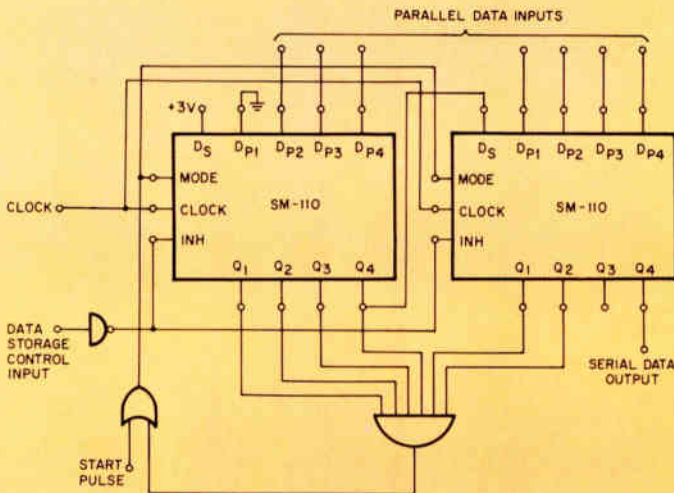 PARALLEL DATA INPUTS
+3V
DS DP1 DP2 DP3 DP4
DS DP1 DP2 DP3 DP4
MODE
MODE
CLOCK
CLOCK
SM-110
CLOCK
SM-110
INH
INH
Q1 Q2 Q3 Q4
Q1 Q2 Q3 Q4
DATA
STORAGE
CONTROL
INPUT
SERIAL DATA
OUTPUT
START
PULSE